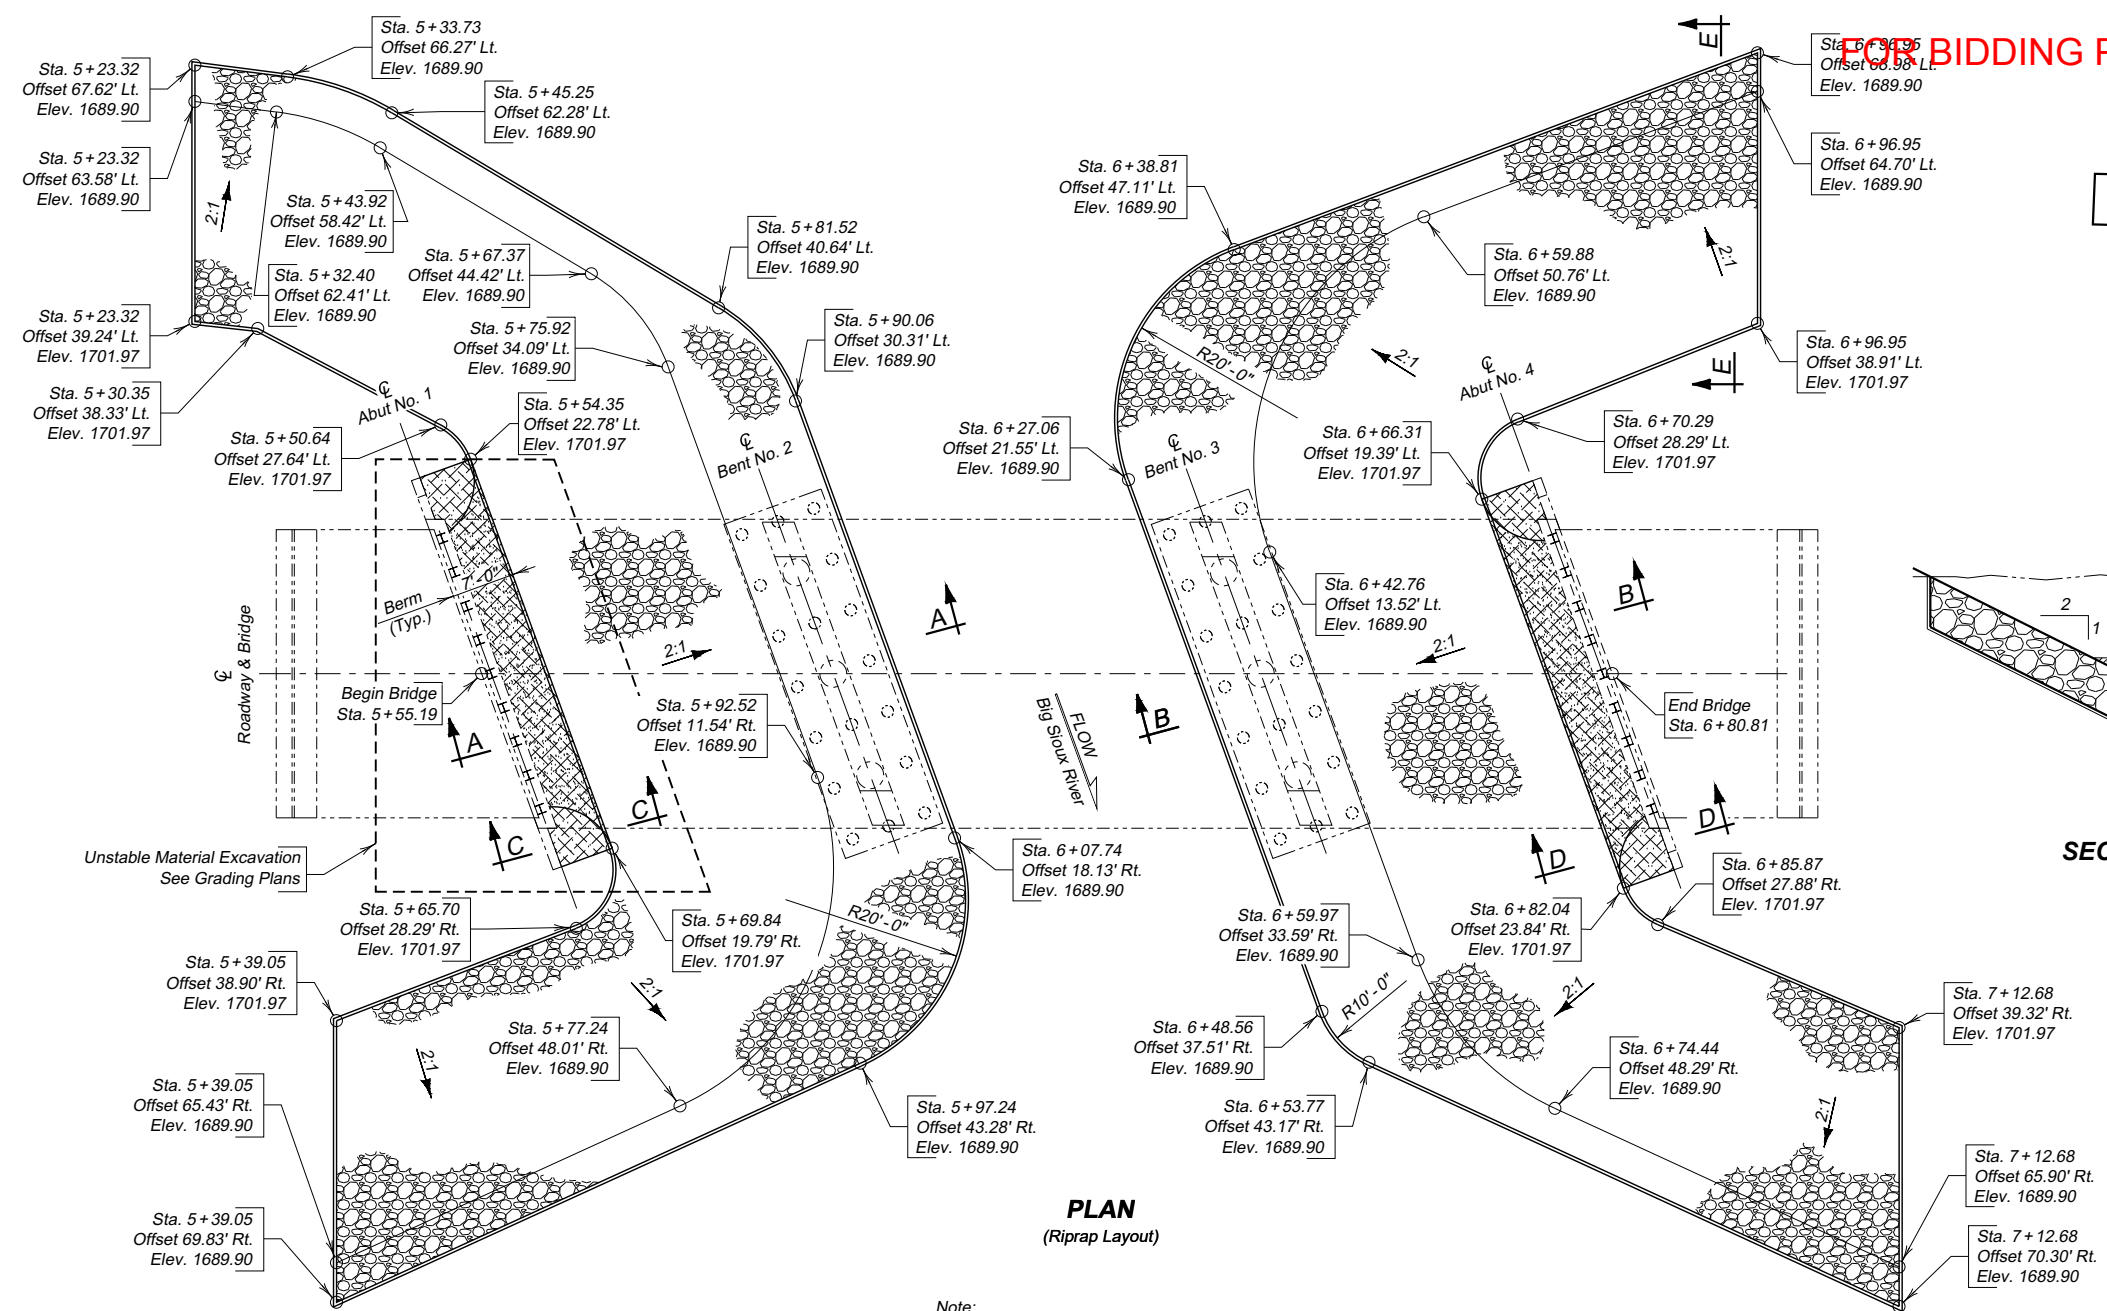 Sta. 5+33.73
Offset 66.27' Lt.
Elev. 1689.90
Sta. 5+23.32
Offset 67.62' Lt.
Elev. 1689.90
Sta. 5+45.25
Offset 62.28' Lt.
Elev. 1689.90
Sta. 5+23.32
Offset 63.58' Lt.
Elev. 1689.90
2:1
Sta. 5+43.92
Offset 58.42' Lt.
Elev. 1689.90
Sta. 5+32.40
Offset 62.41' Lt.
Elev. 1689.90
Sta. 5+67.37
Offset 44.42' Lt.
Elev. 1689.90
Sta. 5+81.52
Offset 40.64' Lt.
Elev. 1689.90
Sta. 5+23.32
Offset 39.24' Lt.
Elev. 1701.97
Sta. 5+75.92
Offset 34.09' Lt.
Elev. 1689.90
Sta. 5+90.06
Offset 30.31' Lt.
Elev. 1689.90
Sta. 5+30.35
Offset 38.33' Lt.
Elev. 1701.97
℄
Abut No. 1
Sta. 5+54.35
Offset 22.78' Lt.
Elev. 1701.97
Sta. 5+50.64
Offset 27.64' Lt.
Elev. 1701.97
℄
Bent No. 2
7'-0"
Berm
(Typ.)
2:1
A
℄
Roadway & Bridge
Begin Bridge
Sta. 5+55.19
A
Sta. 5+92.52
Offset 11.54' Rt.
Elev. 1689.90
C
C
Unstable Material Excavation
See Grading Plans
Sta. 5+65.70
Offset 28.29' Rt.
Elev. 1701.97
Sta. 5+69.84
Offset 19.79' Rt.
Elev. 1701.97
R20'-0"
Sta. 6+07.74
Offset 18.13' Rt.
Elev. 1689.90
Sta. 5+39.05
Offset 38.90' Rt.
Elev. 1701.97
2:1
2:1
Sta. 5+77.24
Offset 48.01' Rt.
Elev. 1689.90
Sta. 5+39.05
Offset 65.43' Rt.
Elev. 1689.90
Sta. 5+97.24
Offset 43.28' Rt.
Elev. 1689.90
Sta. 5+39.05
Offset 69.83' Rt.
Elev. 1689.90
E
Sta. 6+96.95
Offset 68.98' Lt.
Elev. 1689.90
FOR BIDDING P
Sta. 6+96.95
Offset 64.70' Lt.
Elev. 1689.90
Sta. 6+38.81
Offset 47.11' Lt.
Elev. 1689.90
Sta. 6+59.88
Offset 50.76' Lt.
Elev. 1689.90
2:1
R20'-0"
2:1
℄
Abut No. 4
E
Sta. 6+96.95
Offset 38.91' Lt.
Elev. 1701.97
Sta. 6+27.06
Offset 21.55' Lt.
Elev. 1689.90
℄
Bent No. 3
Sta. 6+66.31
Offset 19.39' Lt.
Elev. 1701.97
Sta. 6+70.29
Offset 28.29' Lt.
Elev. 1701.97
Sta. 6+42.76
Offset 13.52' Lt.
Elev. 1689.90
B
2
1
2:1
B
FLOW
Big Sioux River
End Bridge
Sta. 6+80.81
D
D
SEC
Sta. 6+85.87
Offset 27.88' Rt.
Elev. 1701.97
Sta. 6+59.97
Offset 33.59' Rt.
Elev. 1689.90
Sta. 6+82.04
Offset 23.84' Rt.
Elev. 1701.97
R10'-0"
2:1
Sta. 6+48.56
Offset 37.51' Rt.
Elev. 1689.90
Sta. 7+12.68
Offset 39.32' Rt.
Elev. 1701.97
Sta. 6+74.44
Offset 48.29' Rt.
Elev. 1689.90
Sta. 6+53.77
Offset 43.17' Rt.
Elev. 1689.90
2:1
Sta. 7+12.68
Offset 65.90' Rt.
Elev. 1689.90
Sta. 7+12.68
Offset 70.30' Rt.
Elev. 1689.90
PLAN
(Riprap Layout)
Note: